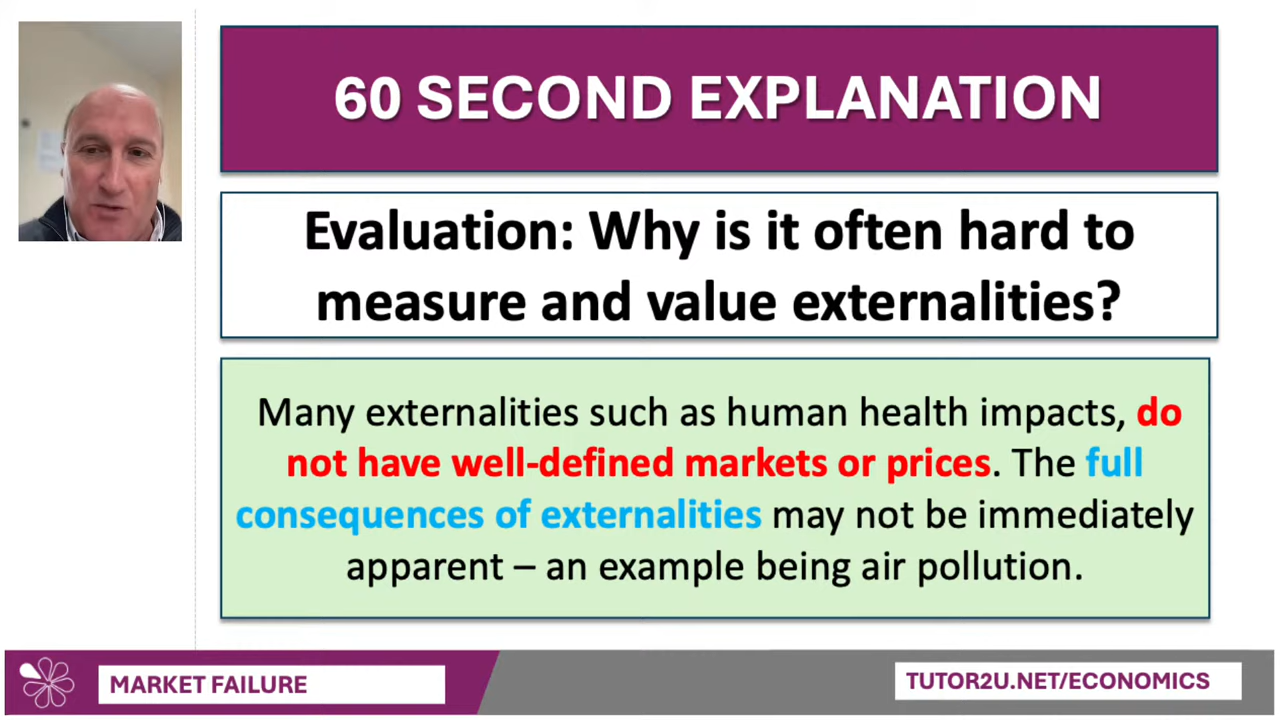 60 SECOND EXPLANATION
Evaluation: Why is it often hard to
measure and value externalities?
Many externalities such as human health impacts, do
not have well-defined markets or prices. The full
consequences of externalities may not be immediately
apparent – an example being air pollution.
MARKET FAILURE
TUTOR2U.NET/ECONOMICS